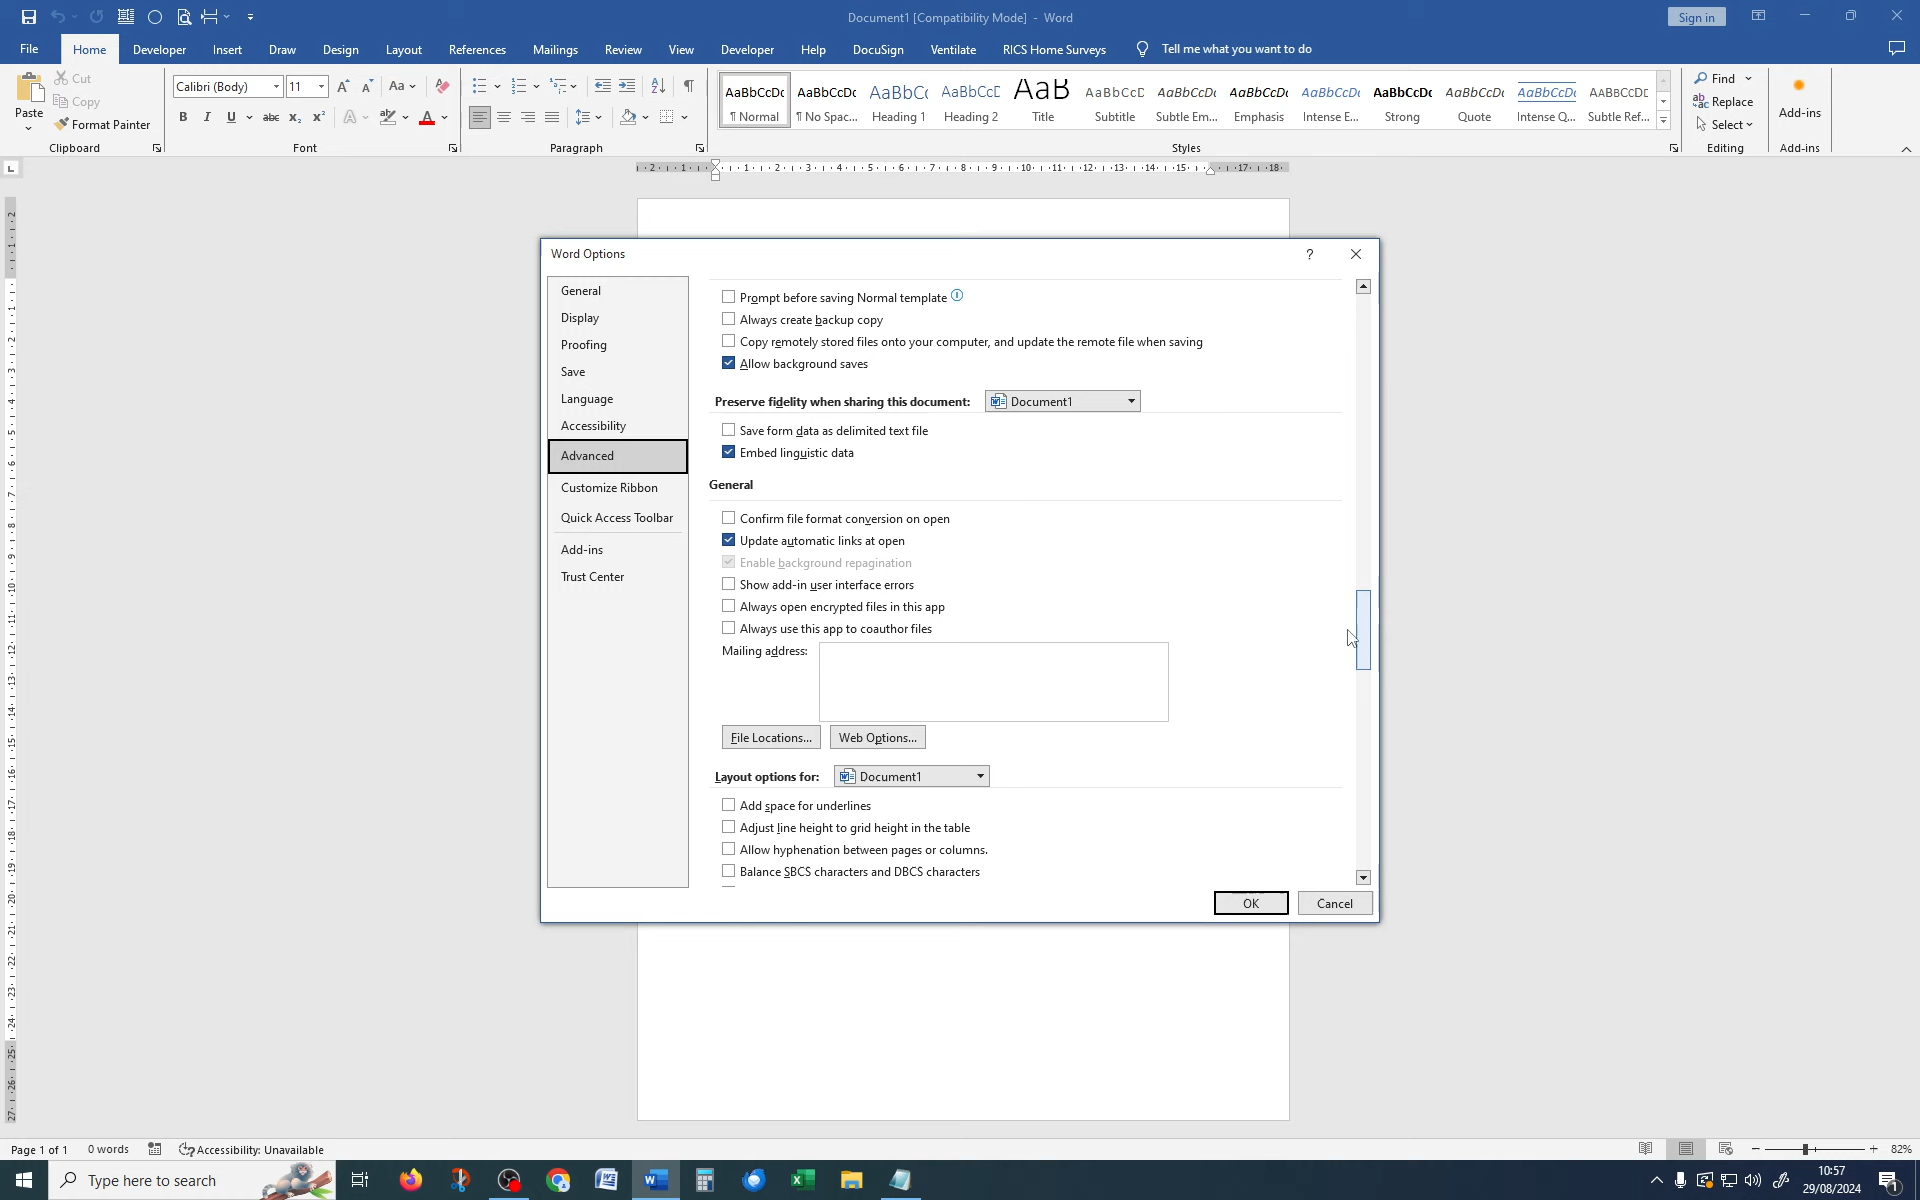 Document1 [Compatibility Mode] - Word
Sign in
File Home Developer Insert Draw Design Layout References Mailings Review View Developer Help DocuSign Ventilate RICS Home Surveys Tell me what you want to do
Paste
Cut
Copy
Format Painter
Clipboard
Calibri (Body) 11
Font
Paragraph
AaBbCcDc AaBbCcDc AaBbCc AaBbCcD AaB AaBbCcD AaBbCcDc AaBbCcDc AaBbCcDc AaBbCcDc AaBbCcDc AaBbCcDc AaBbCcDc
¶ Normal ¶ No Spac... Heading 1 Heading 2 Title Subtitle Subtle Em... Emphasis Intense E... Strong Quote Intense Q... Subtle Ref...
Styles
Find
Replace
Select
Editing
Add-ins
Add-ins
Word Options
General
Display
Proofing
Save
Language
Accessibility
Advanced
Customize Ribbon
Quick Access Toolbar
Add-ins
Trust Center
Prompt before saving Normal template
Always create backup copy
Copy remotely stored files onto your computer, and update the remote file when saving
Allow background saves
Preserve fidelity when sharing this document: Document1
Save form data as delimited text file
Embed linguistic data
General
Confirm file format conversion on open
Update automatic links at open
Enable background repagination
Show add-in user interface errors
Always open encrypted files in this app
Always use this app to coauthor files
Mailing address:
File Locations... Web Options...
Layout options for: Document1
Add space for underlines
Adjust line height to grid height in the table
Allow hyphenation between pages or columns.
Balance SBCS characters and DBCS characters
OK Cancel
Page 1 of 1 0 words Accessibility: Unavailable 82%
Type here to search
10:57
29/08/2024